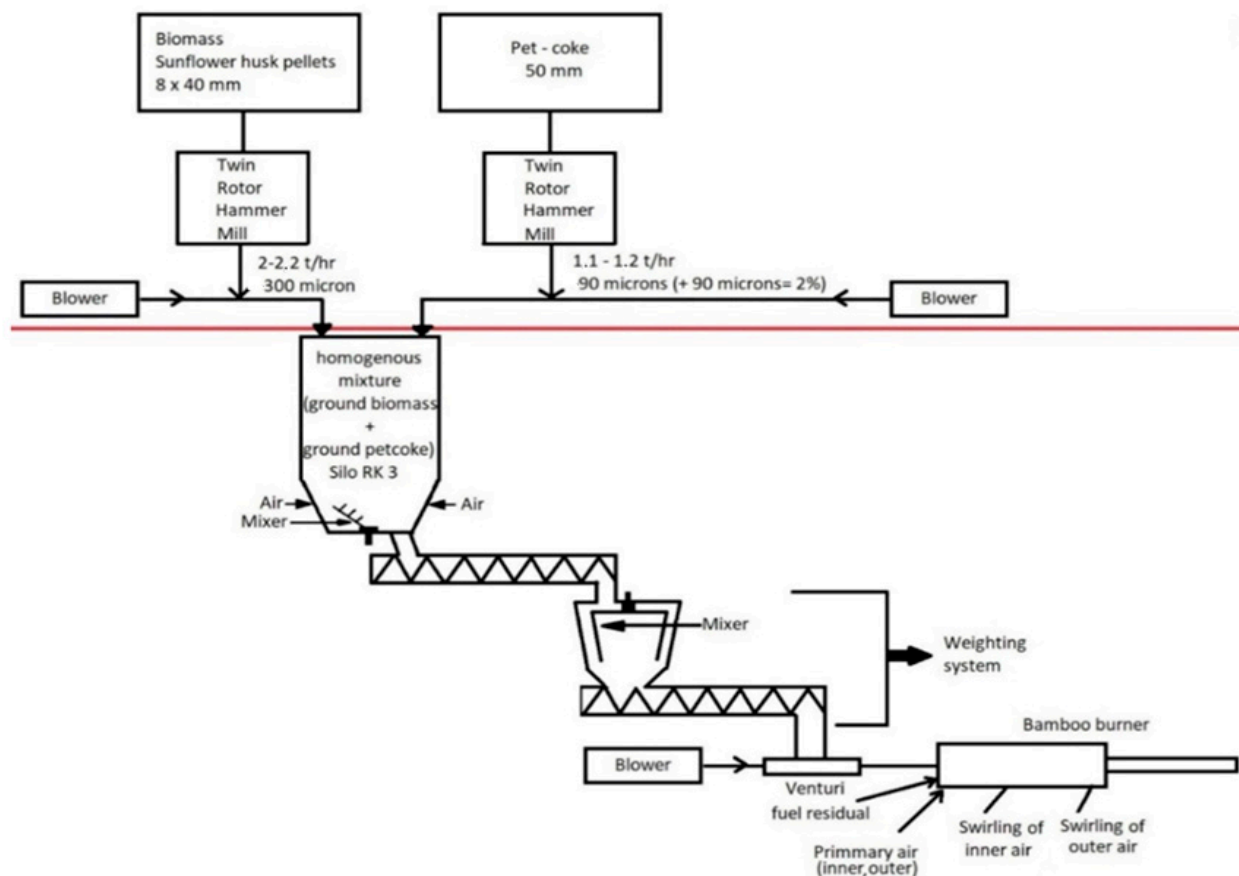 Biomass
Sunflower husk pellets
8 x 40 mm
Pet - coke
50 mm
Twin
Rotor
Hammer
Mill
Twin
Rotor
Hammer
Mill
2-2.2 t/hr
300 micron
1.1 - 1.2 t/hr
90 microns (+ 90 microns= 2%)
Blower
Blower
homogenous
mixture
(ground biomass
+
ground petcoke)
Silo RK 3
Air
Air
Mixer
Mixer
Weighting
system
Bamboo burner
Blower
Venturi
fuel residual
Primmary air
(inner,outer)
Swirling of
inner air
Swirling of
outer air